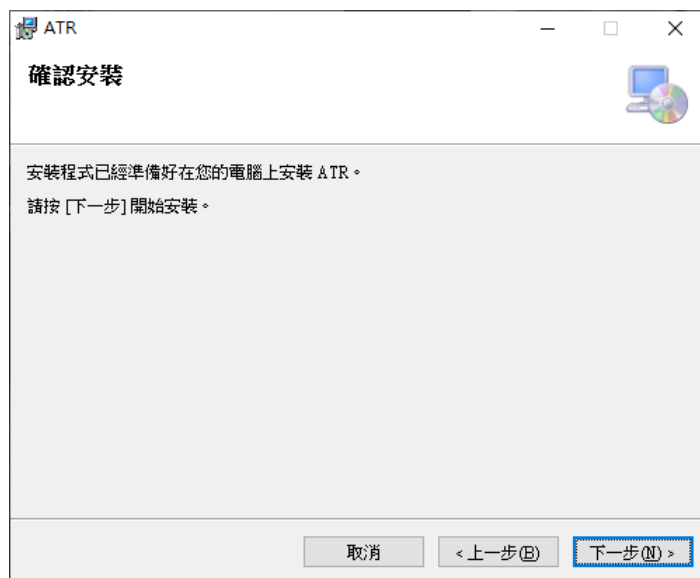 ATR
確認安裝
安裝程式已經準備好在您的電腦上安裝 ATR。
請按 [下一步] 開始安裝。
取消
< 上一步(B)
下一步(N) >